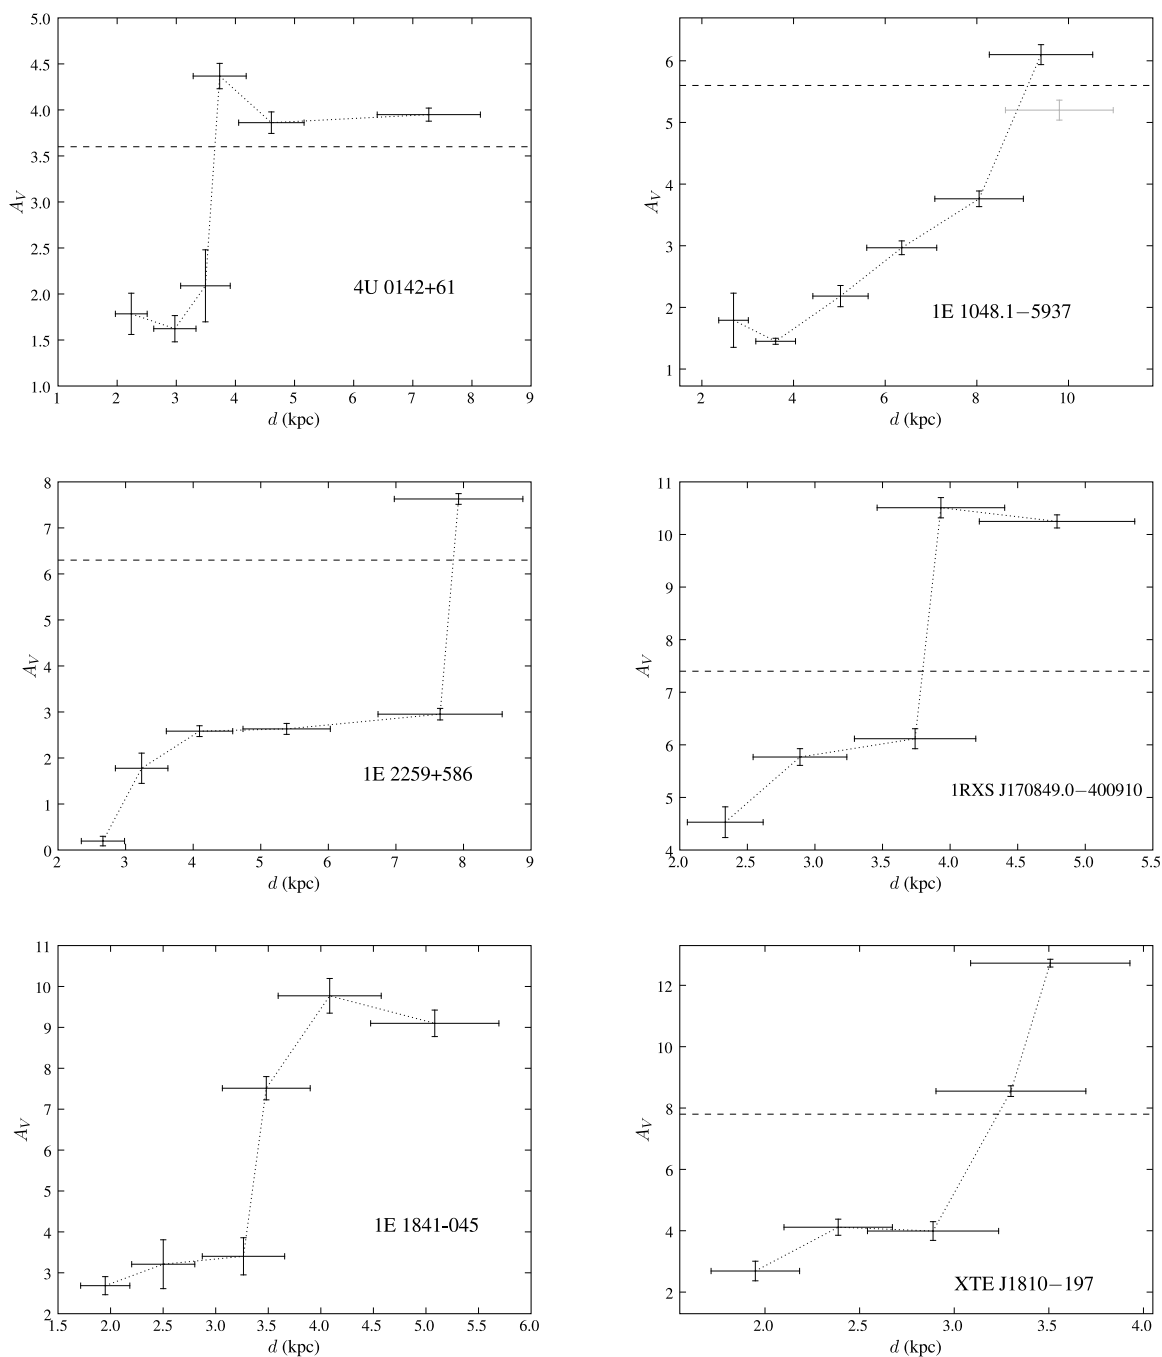 5.0
4.5
4.0
3.5
3.0
2.5
2.0
1.5
1.0
A_V
4U 0142+61
1 2 3 4 5 6 7 8 9
d (kpc)
6
5
4
3
2
1
A_V
1E 1048.1−5937
2 4 6 8 10
d (kpc)
8
7
6
5
4
3
2
1
0
A_V
1E 2259+586
2 3 4 5 6 7 8 9
d (kpc)
11
10
9
8
7
6
5
4
A_V
1RXS J170849.0−400910
2.0 2.5 3.0 3.5 4.0 4.5 5.0 5.5
d (kpc)
11
10
9
8
7
6
5
4
3
2
A_V
1E 1841-045
1.5 2.0 2.5 3.0 3.5 4.0 4.5 5.0 5.5 6.0
d (kpc)
12
10
8
6
4
2
A_V
XTE J1810−197
2.0 2.5 3.0 3.5 4.0
d (kpc)